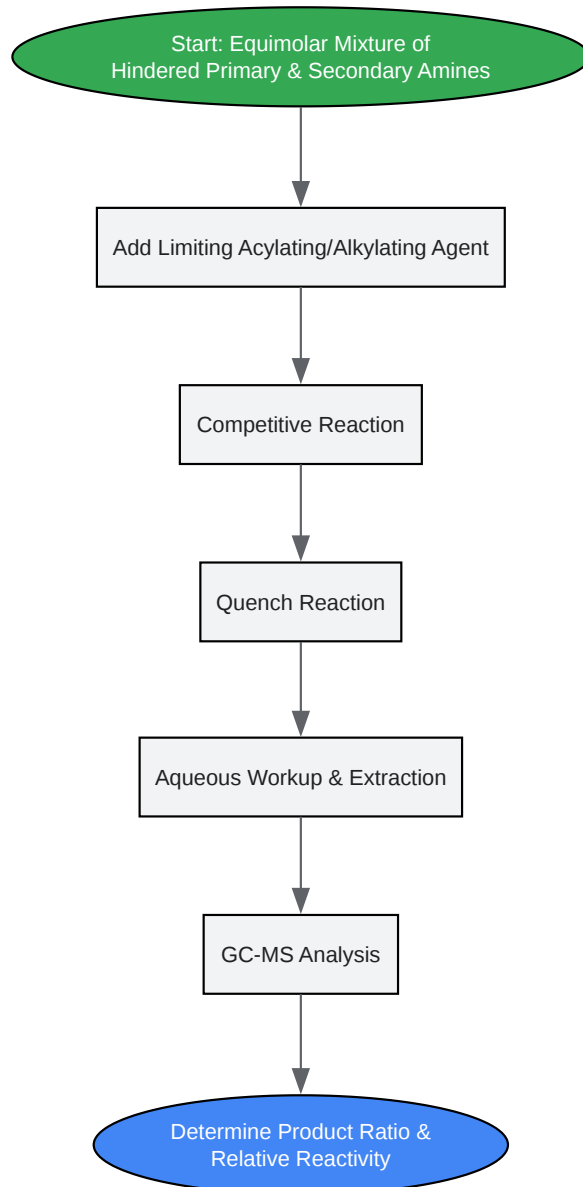 Start: Equimolar Mixture of
Hindered Primary & Secondary Amines
Add Limiting Acylating/Alkylating Agent
Competitive Reaction
Quench Reaction
Aqueous Workup & Extraction
GC-MS Analysis
Determine Product Ratio &
Relative Reactivity